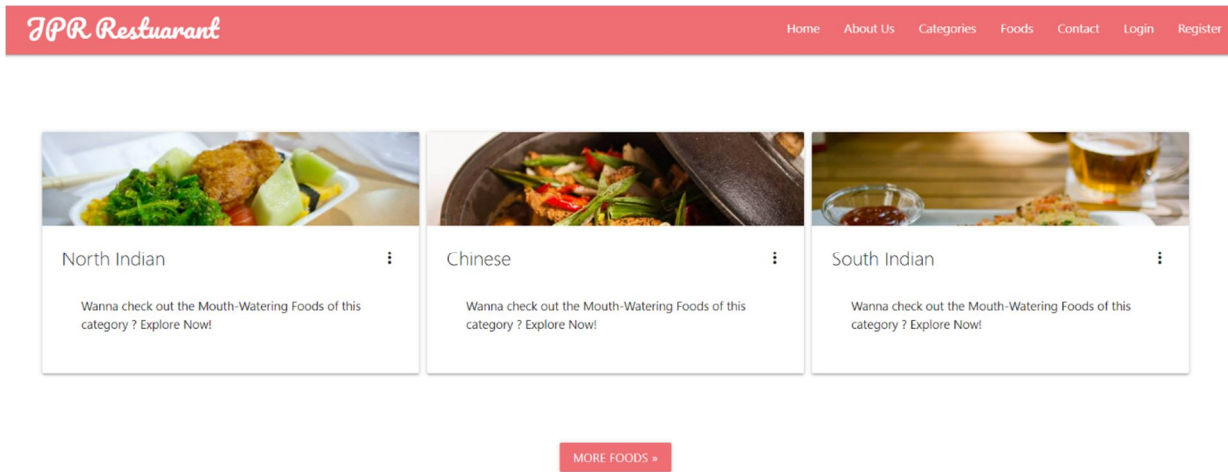 JPR Restuarant
Home About Us Categories Foods Contact Login Register
North Indian
Wanna check out the Mouth-Watering Foods of this
category ? Explore Now!
Chinese
Wanna check out the Mouth-Watering Foods of this
category ? Explore Now!
South Indian
Wanna check out the Mouth-Watering Foods of this
category ? Explore Now!
MORE FOODS »